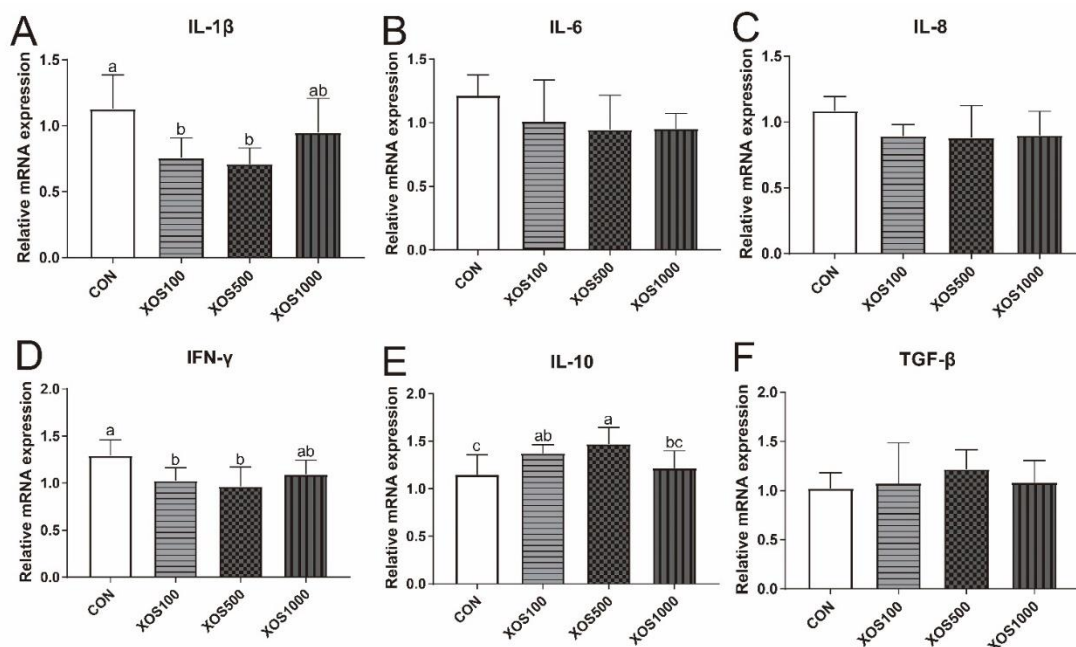 A
IL-1β
Relative mRNA expression
1.5
1.0
0.5
0.0
a
b
b
ab
CON
XOS100
XOS500
XOS1000
B
IL-6
Relative mRNA expression
1.5
1.0
0.5
0.0
CON
XOS100
XOS500
XOS1000
C
IL-8
Relative mRNA expression
1.5
1.0
0.5
0.0
CON
XOS100
XOS500
XOS1000
D
IFN-γ
Relative mRNA expression
2.0
1.5
1.0
0.5
0.0
a
b
b
ab
CON
XOS100
XOS500
XOS1000
E
IL-10
Relative mRNA expression
2.0
1.5
1.0
0.5
0.0
c
ab
a
bc
CON
XOS100
XOS500
XOS1000
F
TGF-β
Relative mRNA expression
2.0
1.5
1.0
0.5
0.0
CON
XOS100
XOS500
XOS1000